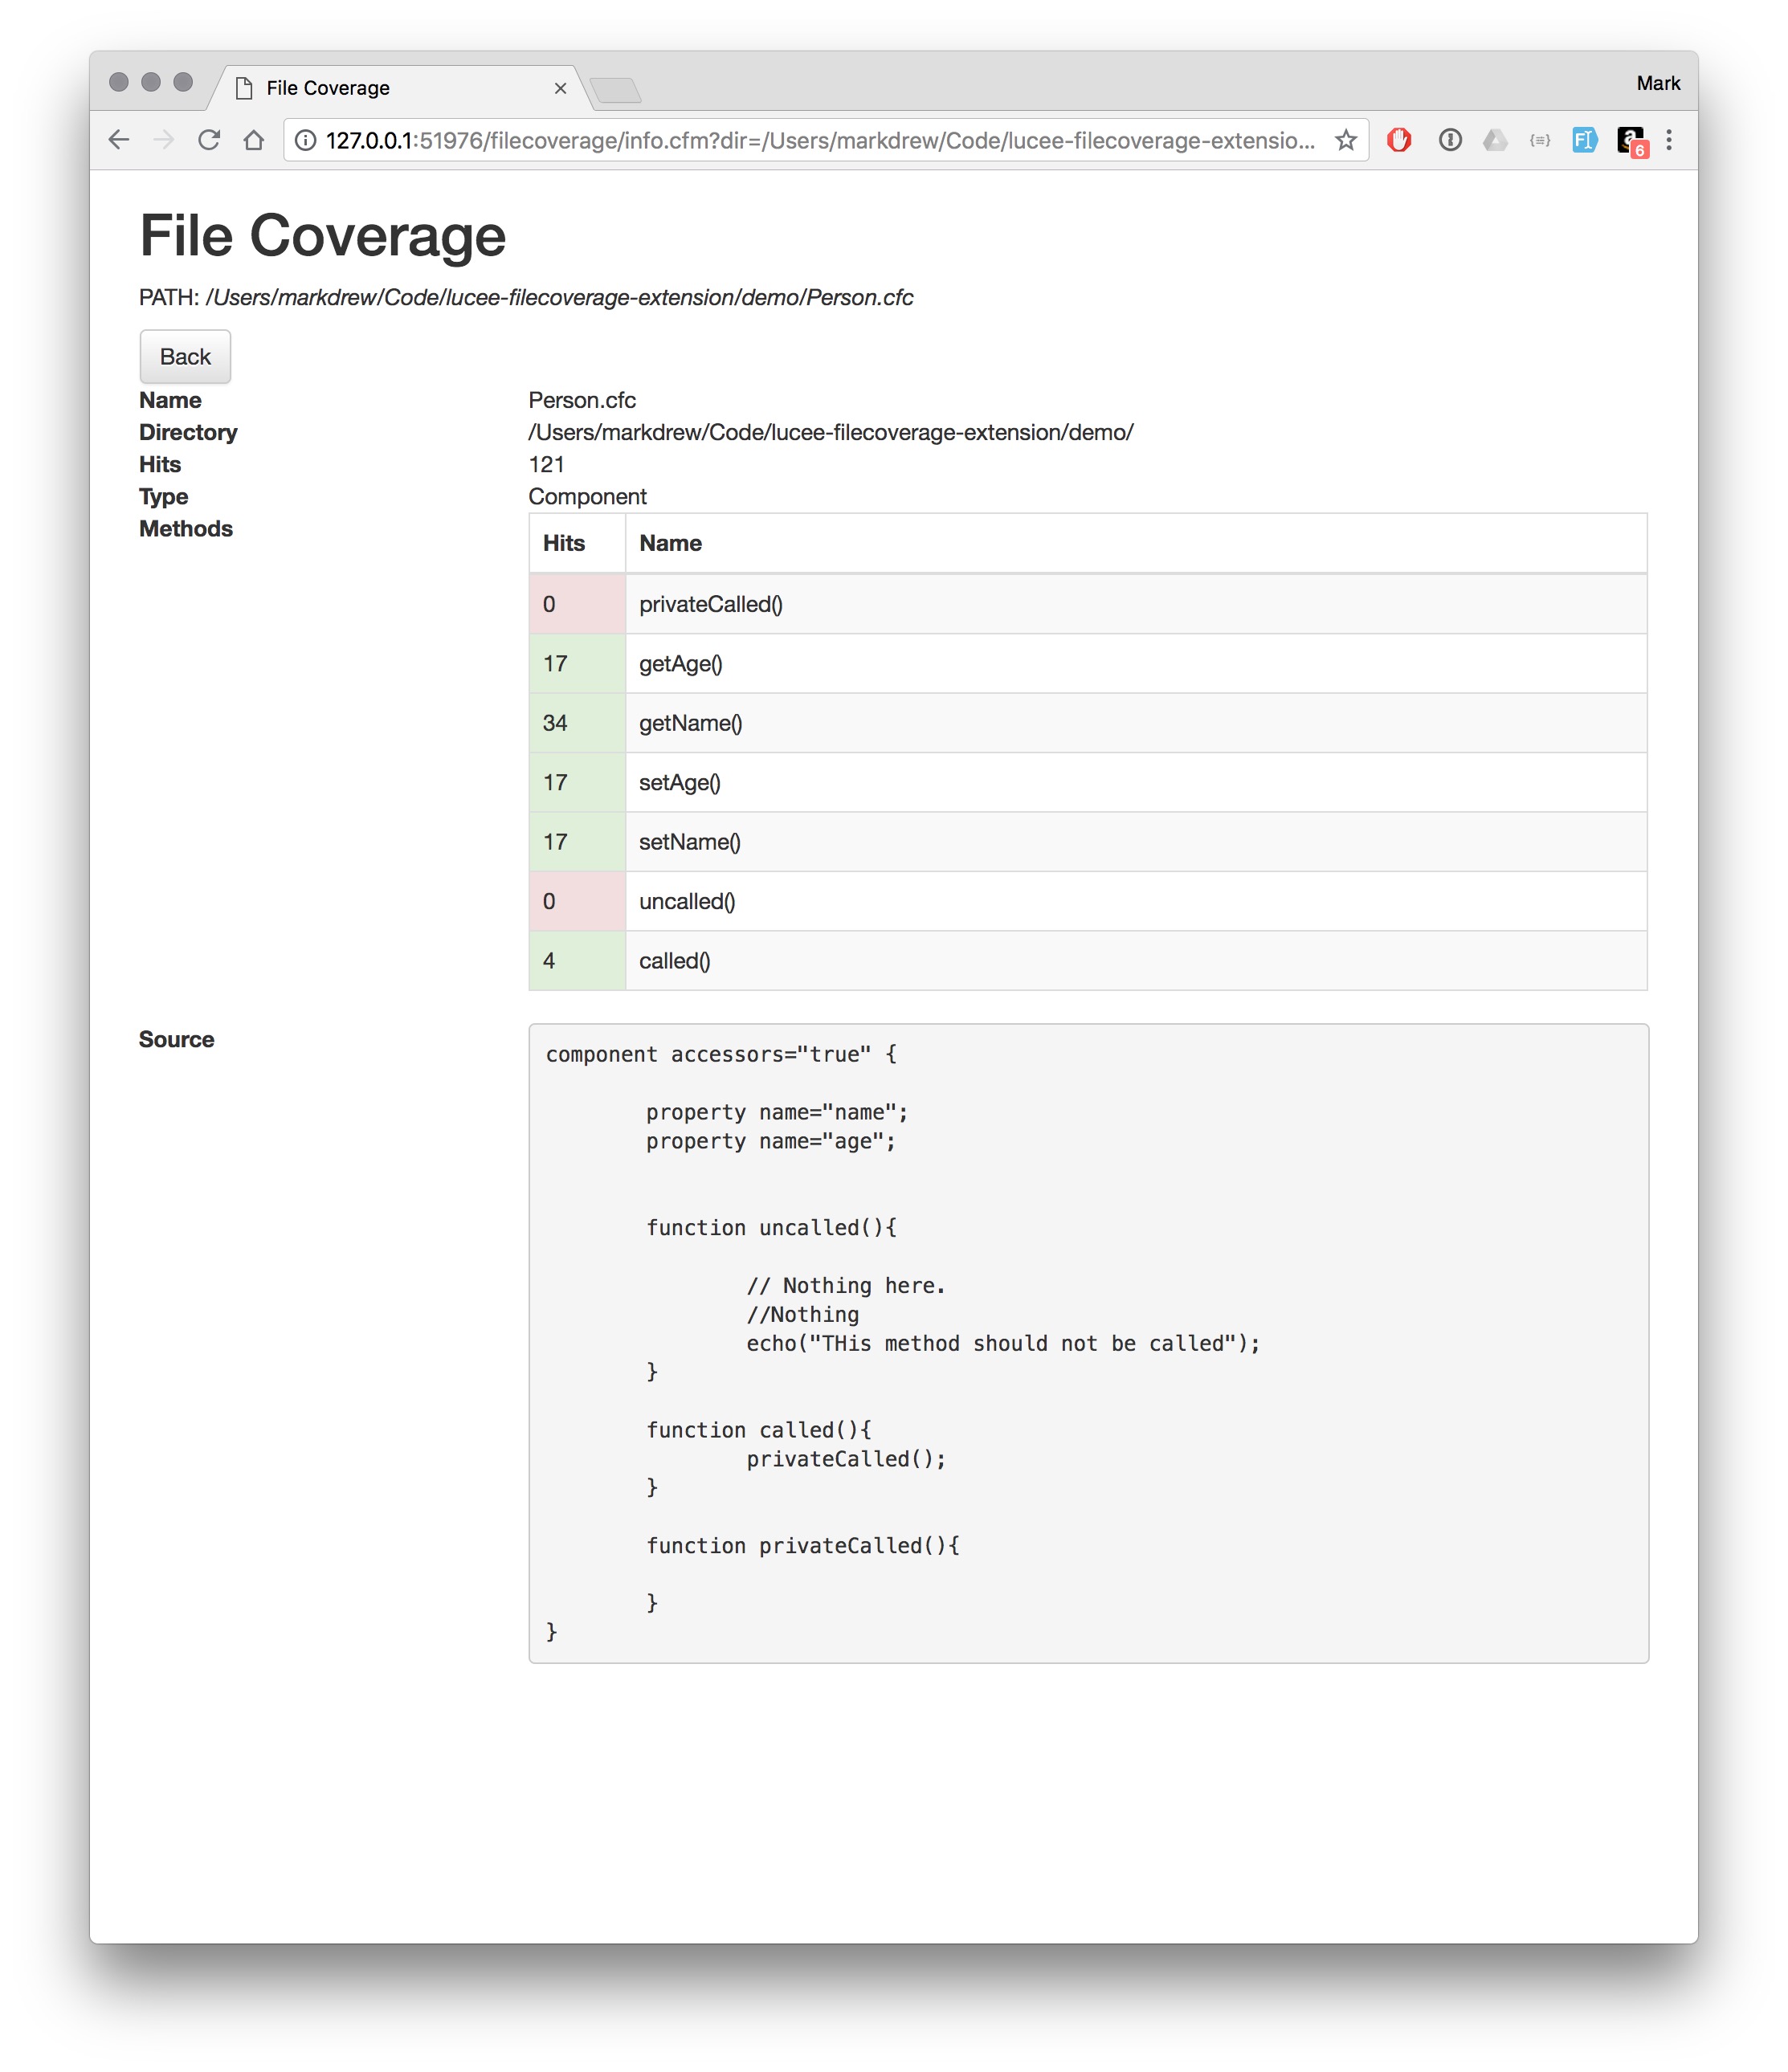 File Coverage
Mark
127.0.0.1:51976/filecoverage/info.cfm?dir=/Users/markdrew/Code/lucee-filecoverage-extensio...
{≡}
F
a
6
File Coverage
PATH: /Users/markdrew/Code/lucee-filecoverage-extension/demo/Person.cfc
Back
Name Person.cfc
Directory /Users/markdrew/Code/lucee-filecoverage-extension/demo/
Hits 121
Type Component
Methods
Hits Name
0 privateCalled()
17 getAge()
34 getName()
17 setAge()
17 setName()
0 uncalled()
4 called()
Source
component accessors="true" {
property name="name";
property name="age";
function uncalled(){
// Nothing here.
//Nothing
echo("THis method should not be called");
}
function called(){
privateCalled();
}
function privateCalled(){
}
}